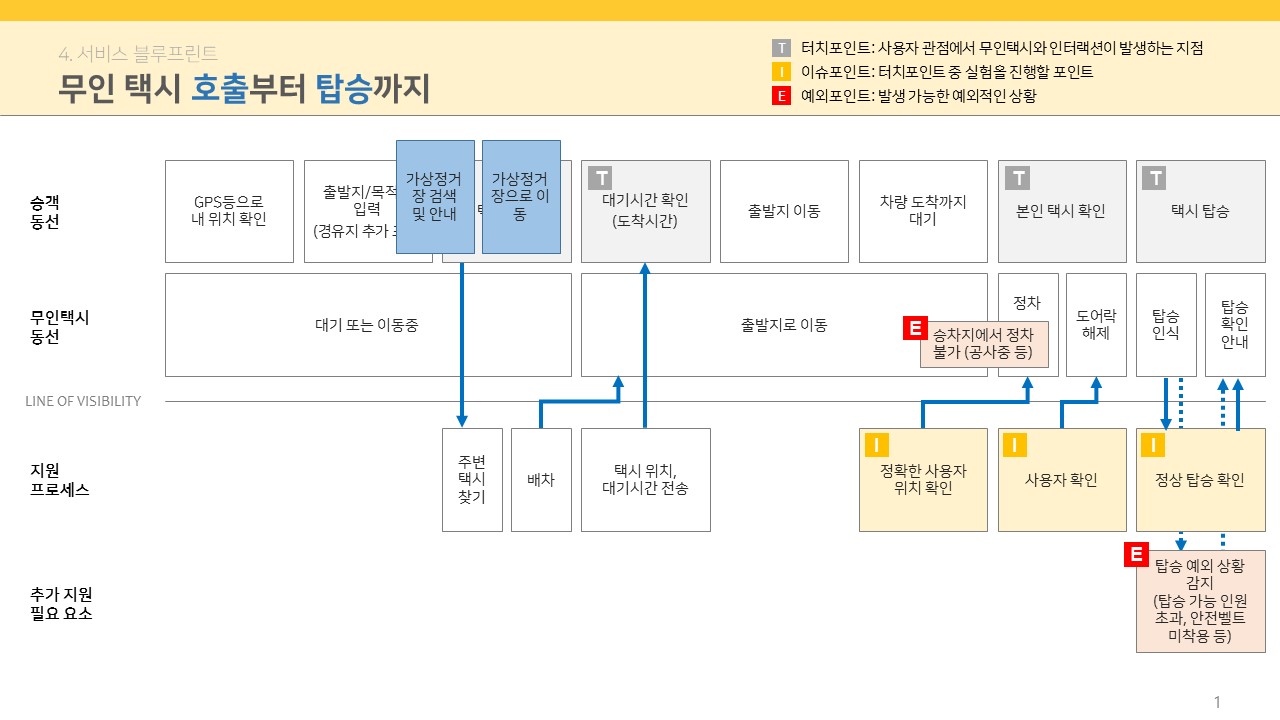 4. 서비스 블루프린트
무인 택시 호출부터 탑승까지
T 터치포인트: 사용자 관점에서 무인택시와 인터랙션이 발생하는 지점
I 이슈포인트: 터치포인트 중 실험을 진행할 포인트
E 예외포인트: 발생 가능한 예외적인 상황
승객
동선
GPS등으로
내 위치 확인
출발지/목적
입력
(경유지 추가
가상정거
장 검색
및 안내
가상정거
장으로 이
동
T
대기시간 확인
(도착시간)
출발지 이동
차량 도착까지
대기
T
본인 택시 확인
T
택시 탑승
무인택시
동선
대기 또는 이동중
출발지로 이동
E
승차지에서 정차
불가 (공사중 등)
정차
도어락
해제
탑승
인식
탑승
확인
안내
LINE OF VISIBILITY
지원
프로세스
주변
택시
찾기
배차
택시 위치,
대기시간 전송
I
정확한 사용자
위치 확인
I
사용자 확인
I
정상 탑승 확인
추가 지원
필요 요소
E
탑승 예외 상황
감지
(탑승 가능 인원
초과, 안전벨트
미착용 등)
1